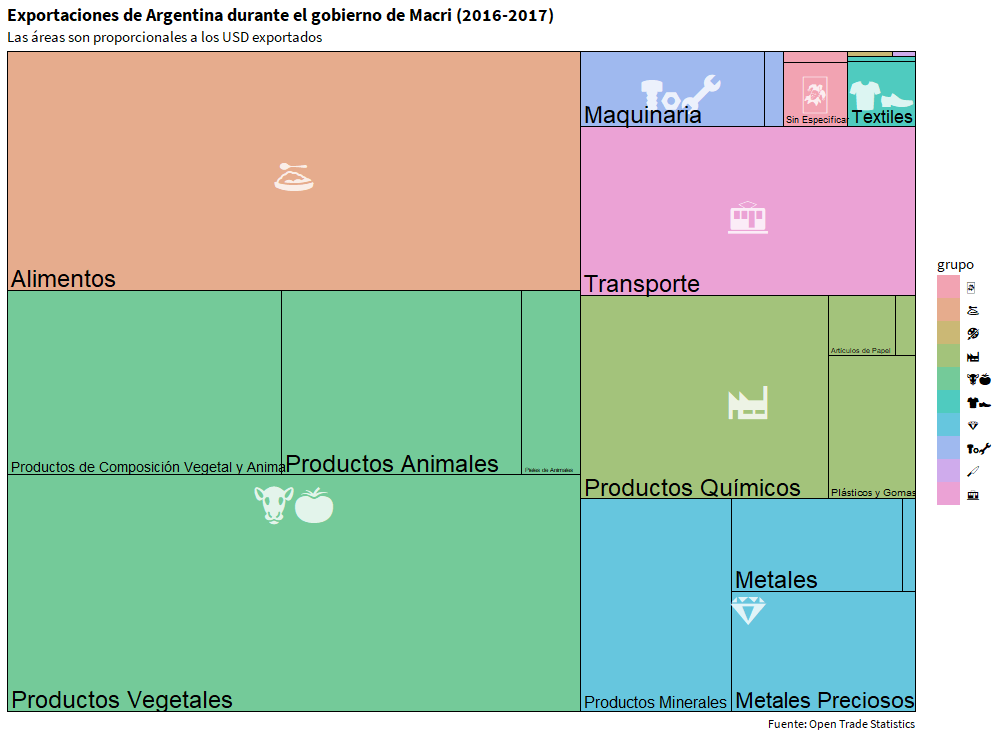 Exportaciones de Argentina durante el gobierno de Macri (2016-2017)
Las áreas son proporcionales a los USD exportados
Alimentos
Productos de Composición Vegetal y Anima
Productos Animales
Pieles de Animales
Productos Vegetales
Maquinaria
Sin Especificar
Textiles
Transporte
Productos Químicos
Artículos de Papel
Plásticos y Gomas
Productos Minerales
Metales
Metales Preciosos
grupo
Fuente: Open Trade Statistics